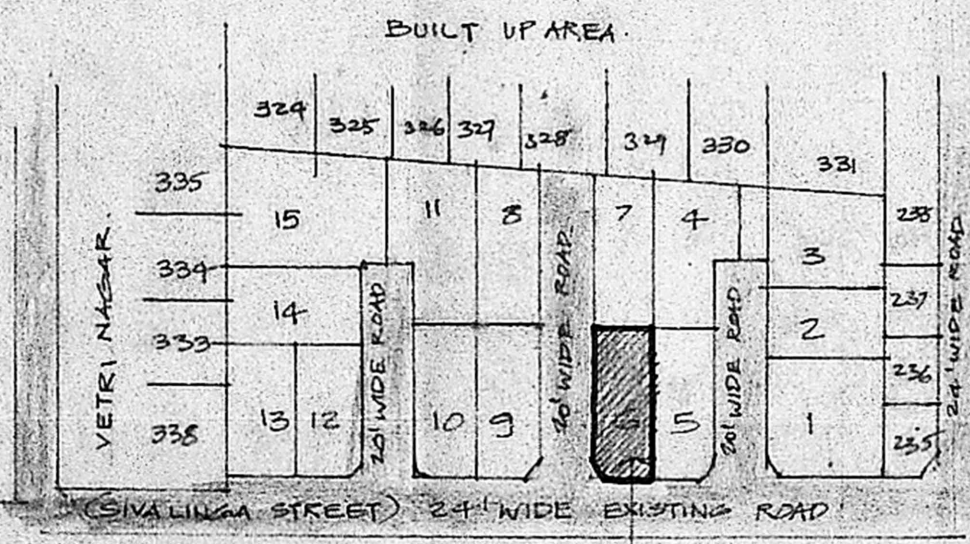 BUILT UP AREA.
324 325 326 327 328 329 330 331
335 15 11 8 7 4 3 238
334 14 2 237
333 236
338 13 12 10 9 5 1 235
VETRI NAGAR.
20' WIDE ROAD
20' WIDE ROAD
20' WIDE ROAD
24' WIDE ROAD
(SIVALINGA STREET) 24' WIDE EXISTING ROAD